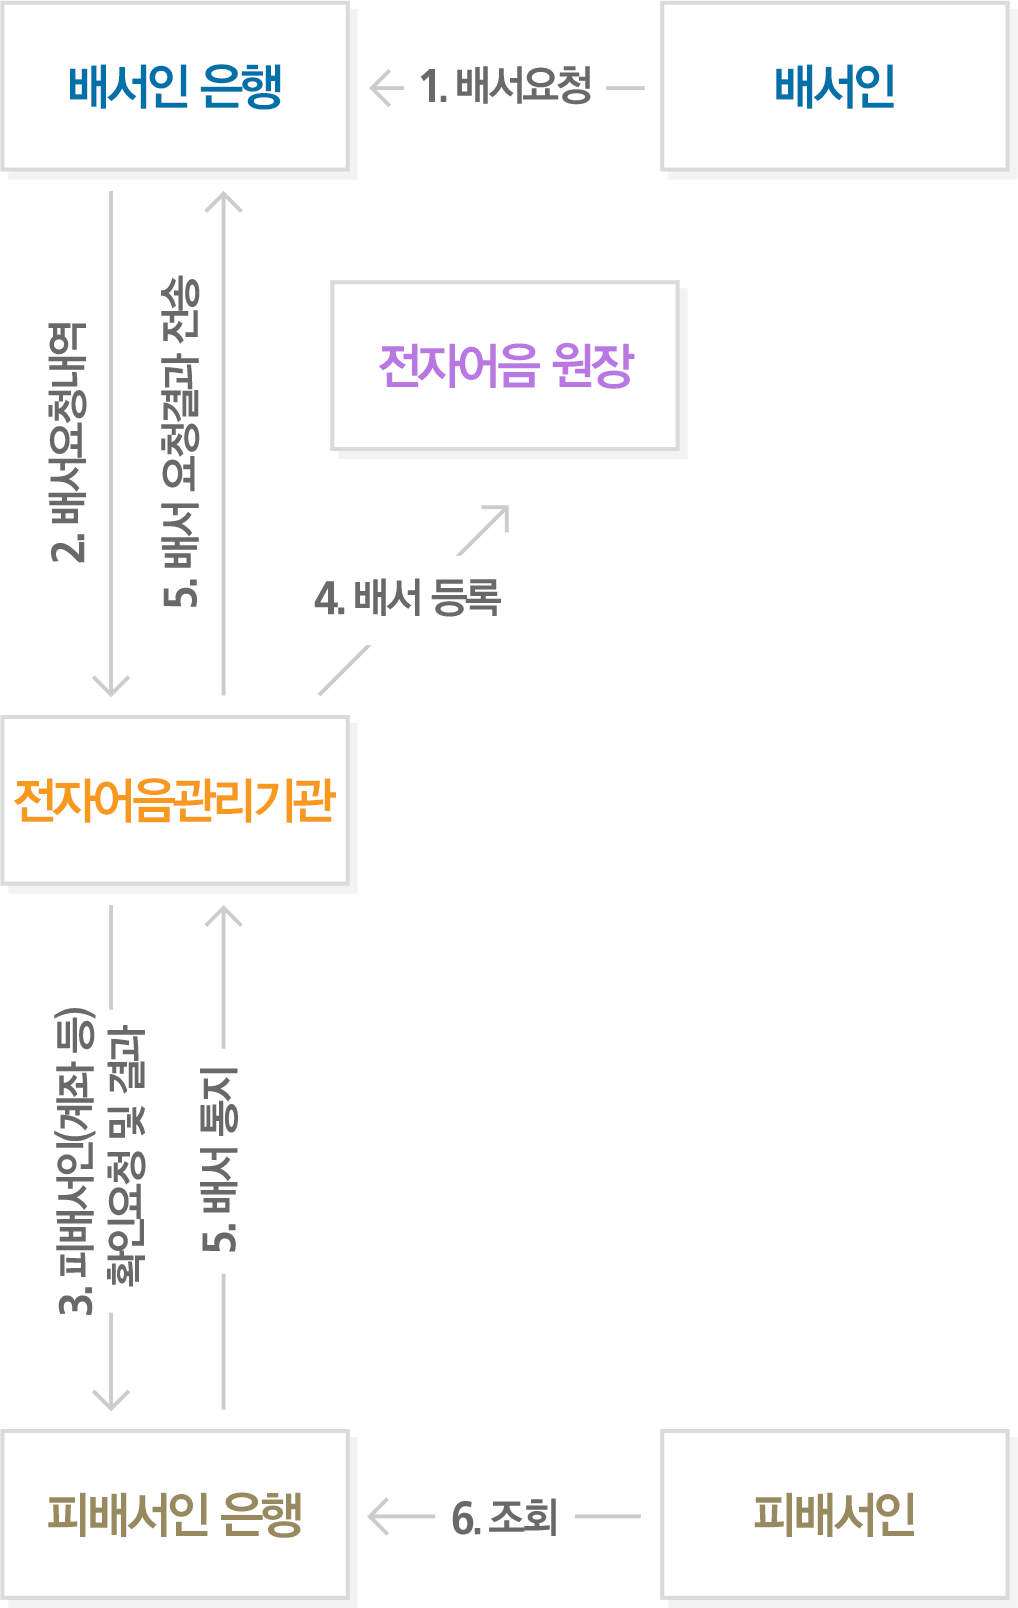 배서인 은행
1. 배서요청
배서인
2. 배서요청내역
5. 배서 요청결과 전송
전자어음 원장
4. 배서 등록
전자어음관리기관
3. 피배서인(계좌 등)
확인요청 및 결과
5. 배서 통지
피배서인 은행
6. 조회
피배서인